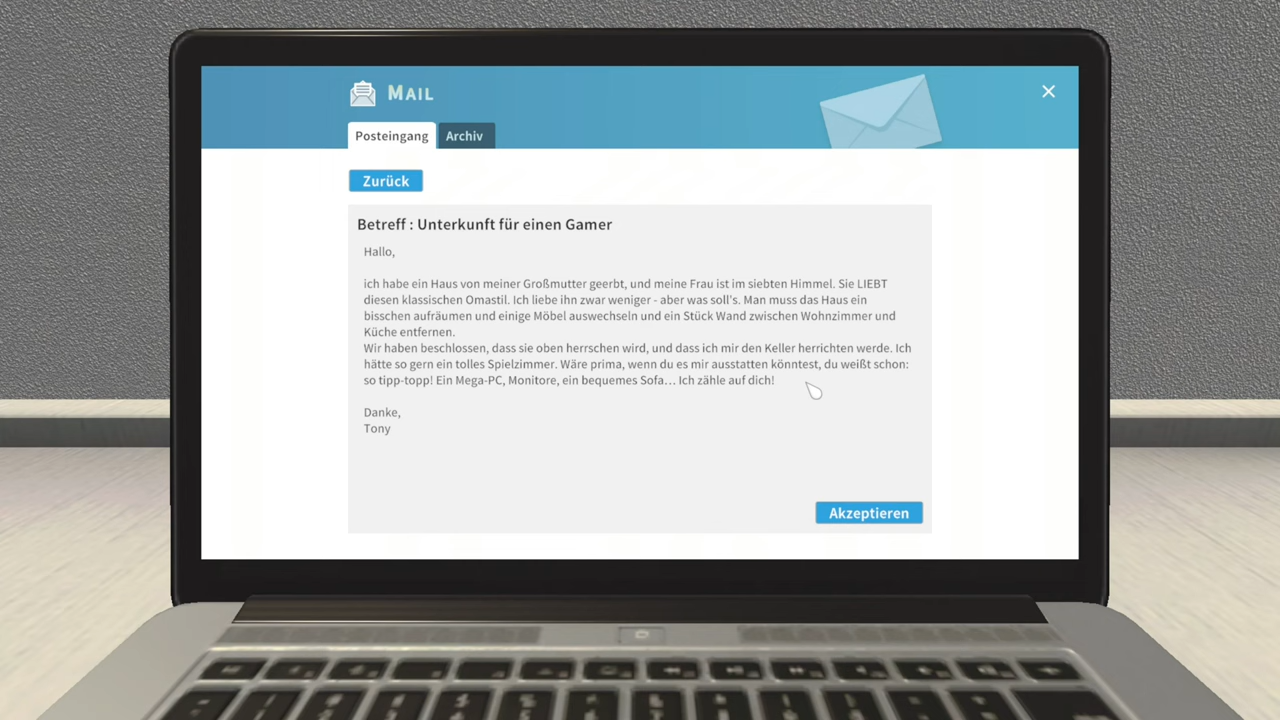 MAIL
Posteingang Archiv
Zurück
Betreff : Unterkunft für einen Gamer
Hallo,
ich habe ein Haus von meiner Großmutter geerbt, und meine Frau ist im siebten Himmel. Sie LIEBT
diesen klassischen Omastil. Ich liebe ihn zwar weniger - aber was soll's. Man muss das Haus ein
bisschen aufräumen und einige Möbel auswechseln und ein Stück Wand zwischen Wohnzimmer und
Küche entfernen.
Wir haben beschlossen, dass sie oben herrschen wird, und dass ich mir den Keller herrichten werde. Ich
hätte so gern ein tolles Spielzimmer. Wäre prima, wenn du es mir ausstatten könntest, du weißt schon:
so tipp-topp! Ein Mega-PC, Monitore, ein bequemes Sofa... Ich zähle auf dich!
Danke,
Tony
Akzeptieren